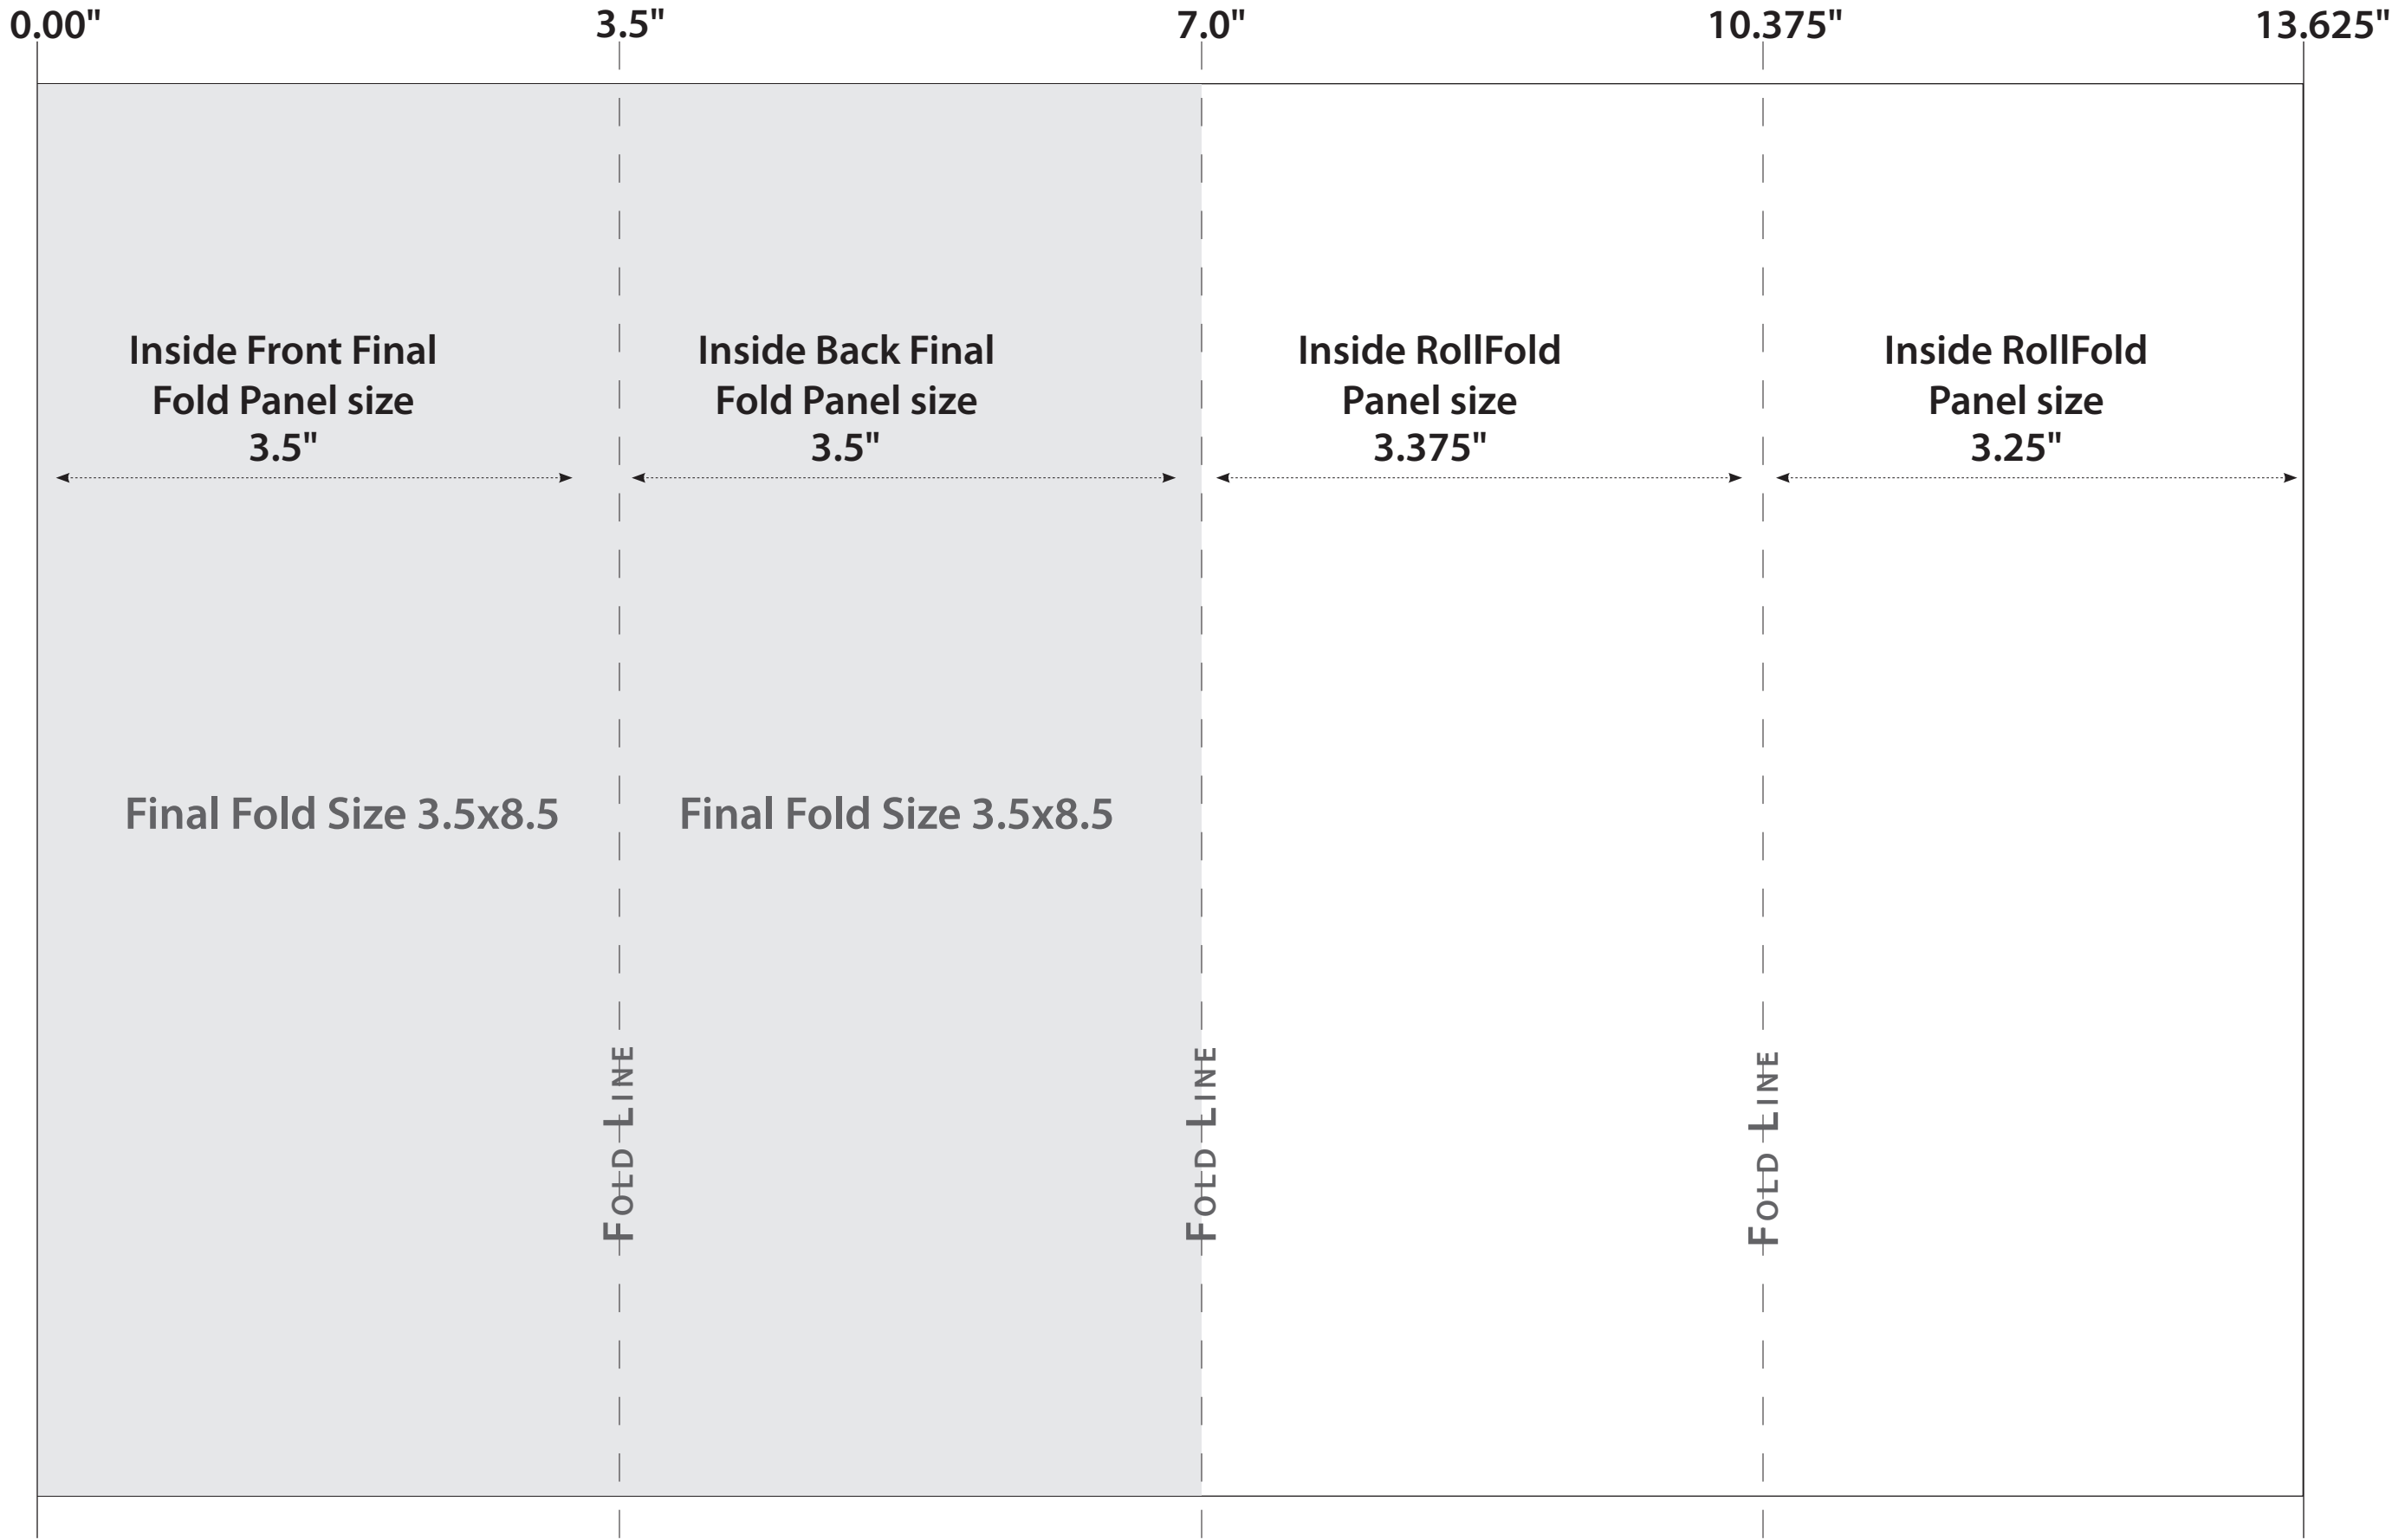 0.00"
3.5"
7.0"
10.375"
13.625"
Inside Front Final
Fold Panel size
3.5"
Inside Back Final
Fold Panel size
3.5"
Inside RollFold
Panel size
3.375"
Inside RollFold
Panel size
3.25"
Final Fold Size 3.5x8.5
Final Fold Size 3.5x8.5
Fold Line
Fold Line
Fold Line